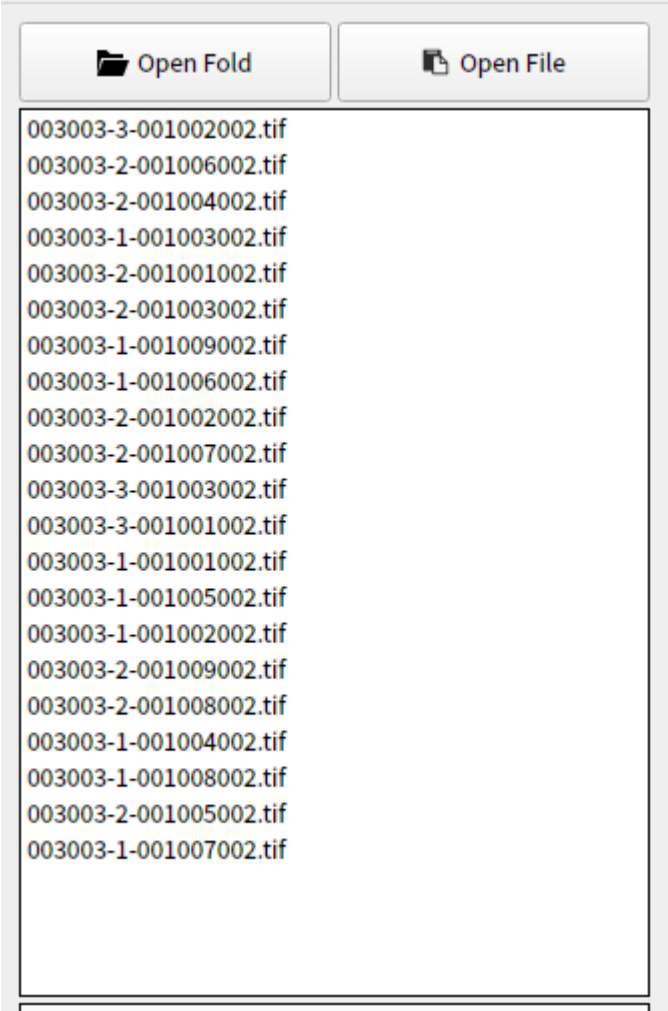 Open Fold Open File
003003-3-001002002.tif
003003-2-001006002.tif
003003-2-001004002.tif
003003-1-001003002.tif
003003-2-001001002.tif
003003-2-001003002.tif
003003-1-001009002.tif
003003-1-001006002.tif
003003-2-001002002.tif
003003-2-001007002.tif
003003-3-001003002.tif
003003-3-001001002.tif
003003-1-001001002.tif
003003-1-001005002.tif
003003-1-001002002.tif
003003-2-001009002.tif
003003-2-001008002.tif
003003-1-001004002.tif
003003-1-001008002.tif
003003-2-001005002.tif
003003-1-001007002.tif